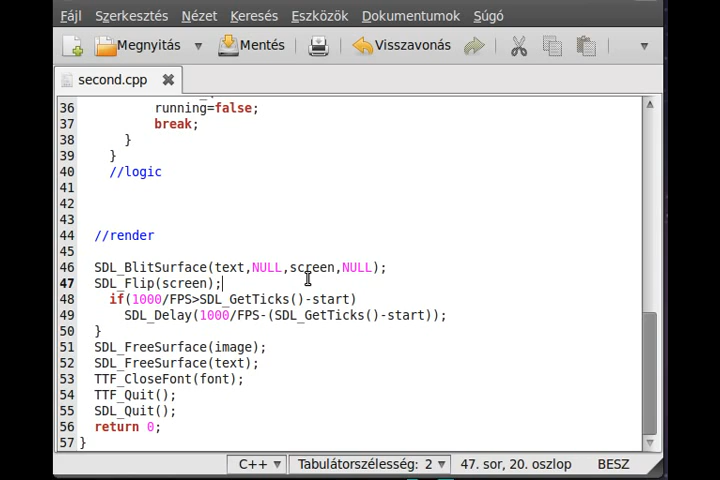 Fájl Szerkesztés Nézet Keresés Eszközök Dokumentumok Súgó
Megnyitás Mentés Visszavonás
second.cpp
36 running=false;
37 break;
38 }
39 }
40 //logic
41
42
43
44 //render
45
46 SDL_BlitSurface(text,NULL,screen,NULL);
47 SDL_Flip(screen);
48 if(1000/FPS>SDL_GetTicks()-start)
49 SDL_Delay(1000/FPS-(SDL_GetTicks()-start));
50 }
51 SDL_FreeSurface(image);
52 SDL_FreeSurface(text);
53 TTF_CloseFont(font);
54 TTF_Quit();
55 SDL_Quit();
56 return 0;
57 }
C++ Tabulátorszélesség: 2 47. sor, 20. oszlop BESZ